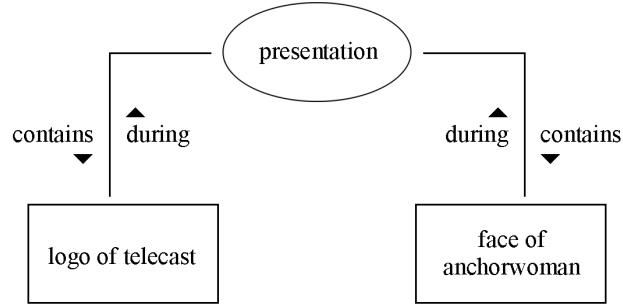 presentation
contains during
during contains
logo of telecast
face of
anchorwoman